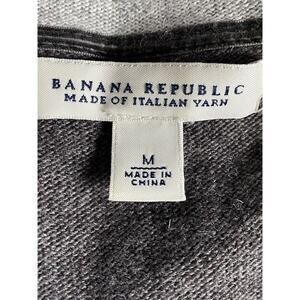 BANANA REPUBLIC
MADE OF ITALIAN YARN
M
MADE IN
CHINA